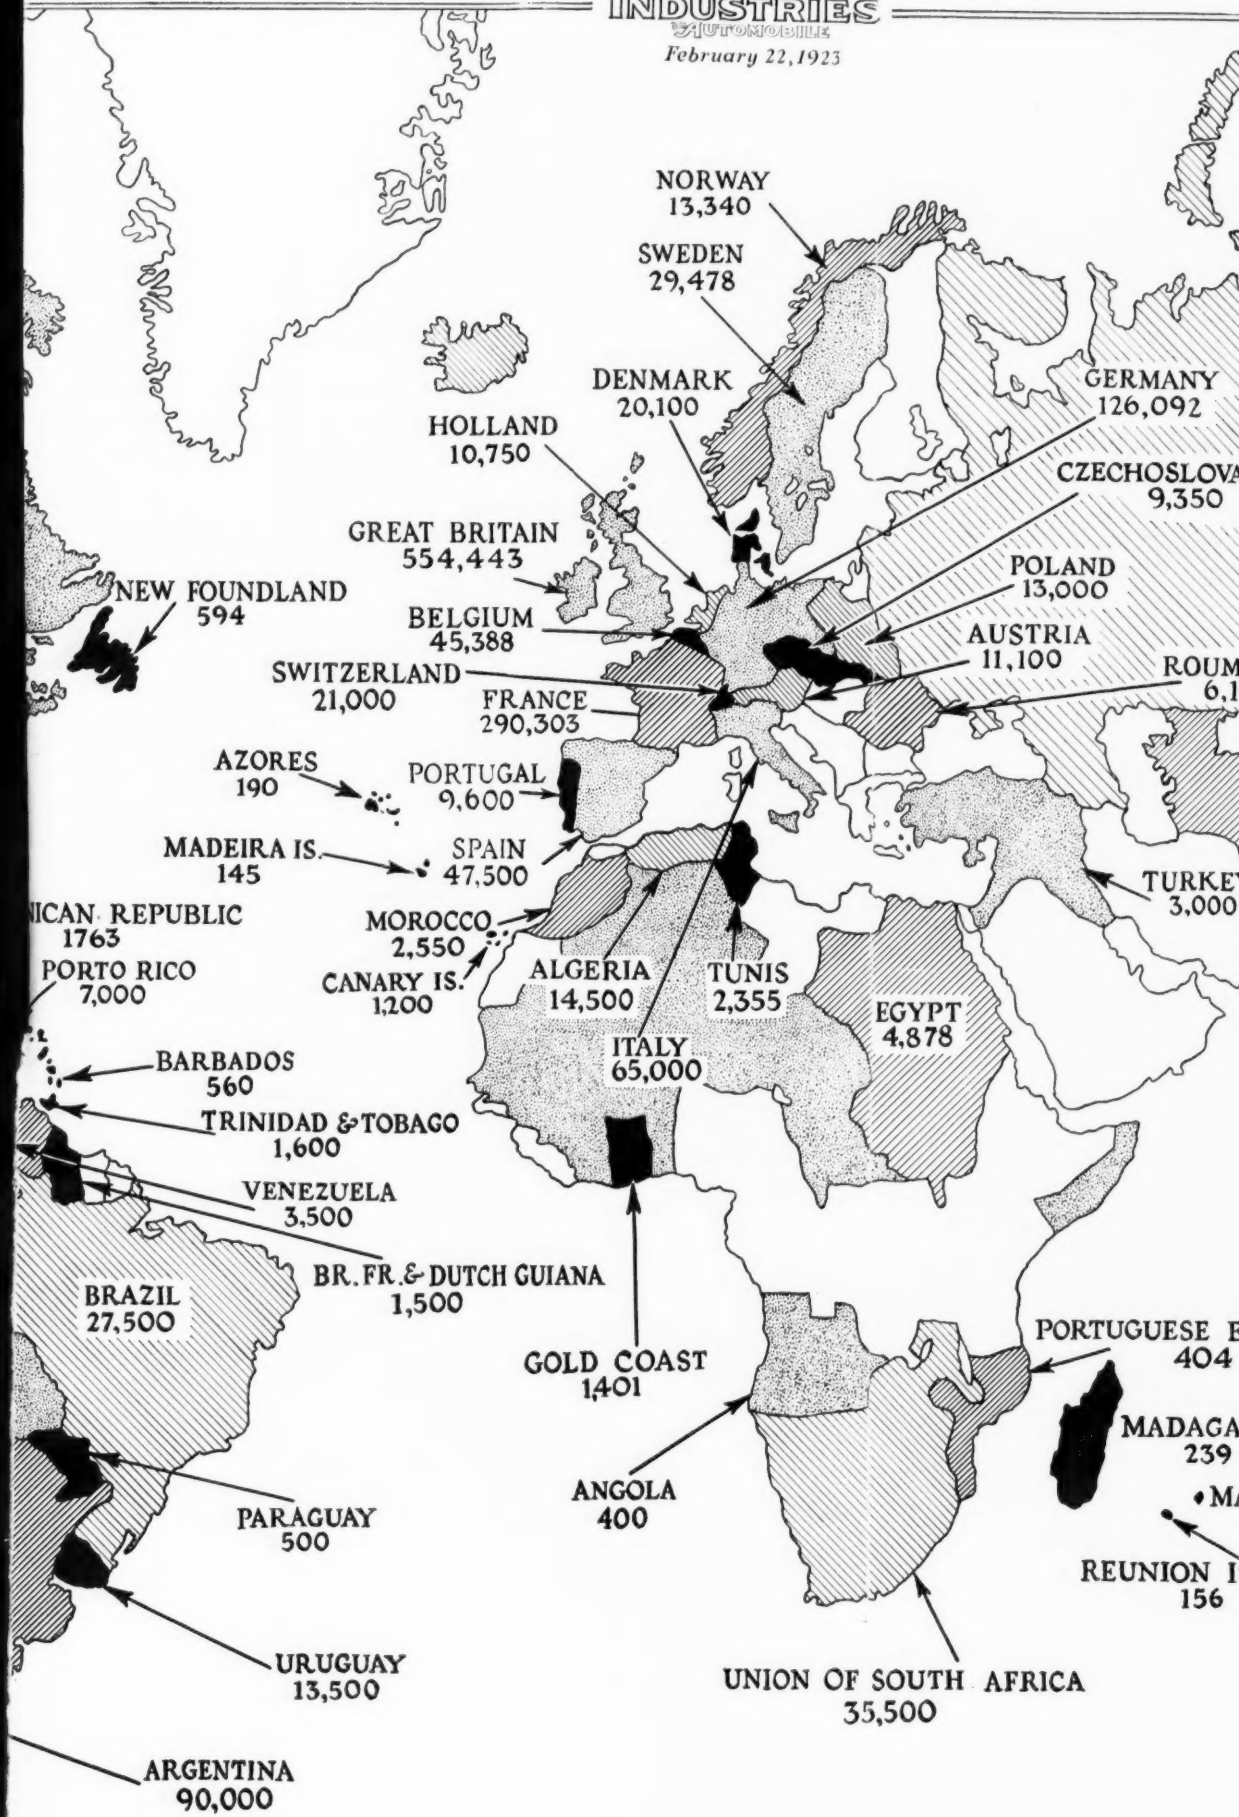 INDUSTRIES
AUTOMOBILE
February 22, 1923
NORWAY
13,340
SWEDEN
29,478
DENMARK
20,100
GERMANY
126,092
HOLLAND
10,750
CZECHOSLOVA
9,350
GREAT BRITAIN
554,443
POLAND
13,000
NEW FOUNDLAND
594
BELGIUM
45,388
AUSTRIA
11,100
SWITZERLAND
21,000
ROUM
6,1
FRANCE
290,303
AZORES
190
PORTUGAL
9,600
MADEIRA IS.
145
SPAIN
47,500
TURKEY
3,000
NICAN REPUBLIC
1763
MOROCCO
2,550
PORTO RICO
7,000
CANARY IS.
1,200
ALGERIA
14,500
TUNIS
2,355
EGYPT
4,878
ITALY
65,000
BARBADOS
560
TRINIDAD & TOBAGO
1,600
VENEZUELA
3,500
BR. FR. & DUTCH GUIANA
1,500
BRAZIL
27,500
GOLD COAST
1,401
PORTUGUESE E
404
MADAGA
239
ANGOLA
400
MA
PARAGUAY
500
REUNION I
156
URUGUAY
13,500
UNION OF SOUTH AFRICA
35,500
ARGENTINA
90,000